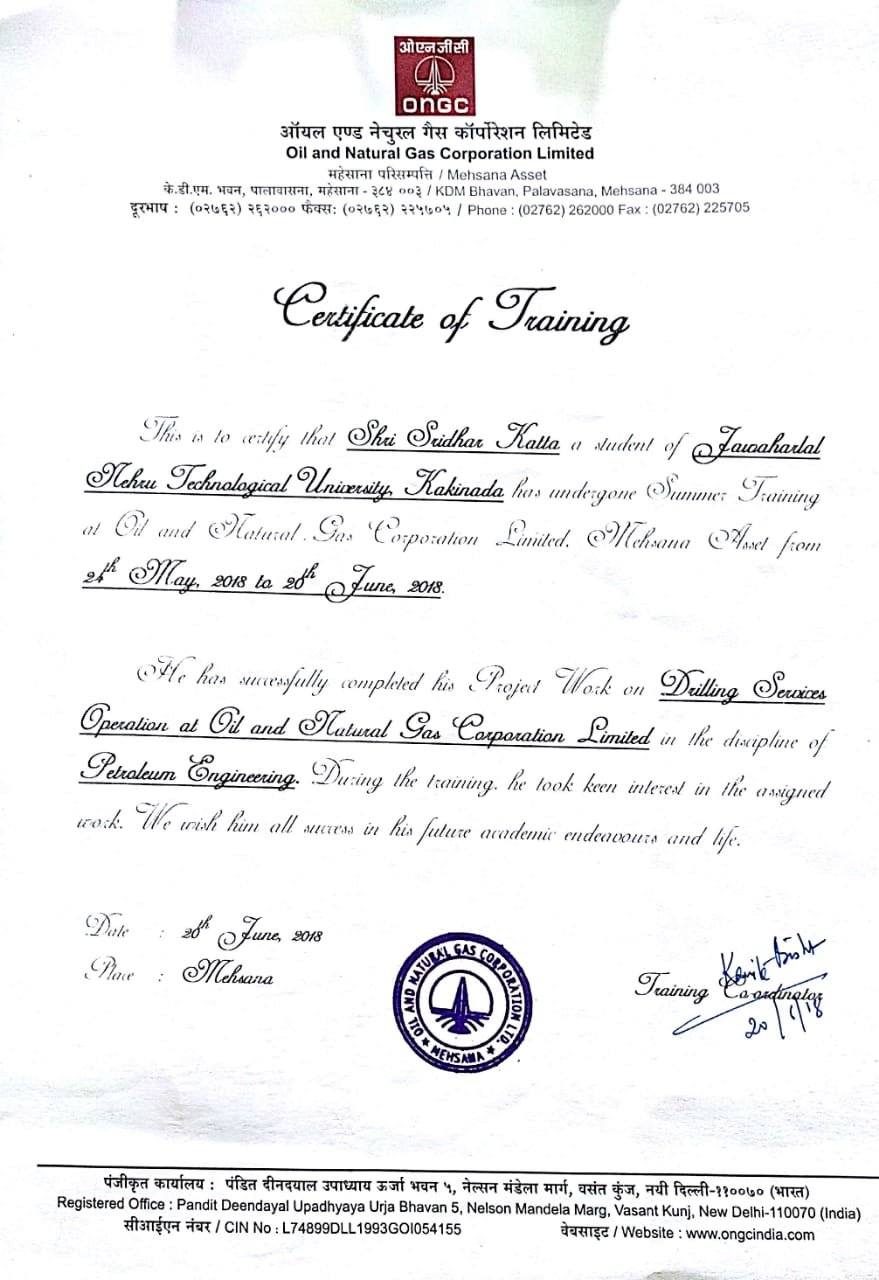 ओएनजीसी
ongc
ऑयल एण्ड नेचुरल गैस कॉर्पोरेशन लिमिटेड
Oil and Natural Gas Corporation Limited
महेसाना परिसम्पत्ति / Mehsana Asset
के.डी.एम. भवन, पालावासना, महेसाना - ३८४ ००३ / KDM Bhavan, Palavasana, Mehsana - 384 003
दूरभाष : (०२७६२) २६२००० फैक्स: (०२७६२) २२५७०५ / Phone : (02762) 262000 Fax : (02762) 225705
Certificate of Training
This is to certify that Shri Sridhar Katta a student of Jawaharlal
Nehru Technological University, Kakinada has undergone Summer Training
at Oil and Natural Gas Corporation Limited, Mehsana Asset from
24th May, 2018 to 20th June, 2018.
He has successfully completed his Project Work on Drilling Services
Operation at Oil and Natural Gas Corporation Limited in the discipline of
Petroleum Engineering. During the training, he took keen interest in the assigned
work. We wish him all success in his future academic endeavours and life.
Date : 20th June, 2018
Place : Mehsana
OIL AND NATURAL GAS CORPORATION LTD.
★ MEHSANA ★
Training Co-ordinator
20/6/18
पंजीकृत कार्यालय : पंडित दीनदयाल उपाध्याय ऊर्जा भवन ५, नेल्सन मंडेला मार्ग, वसंत कुंज, नयी दिल्ली-११००७० (भारत)
Registered Office : Pandit Deendayal Upadhyaya Urja Bhavan 5, Nelson Mandela Marg, Vasant Kunj, New Delhi-110070 (India)
सीआईएन नंबर / CIN No : L74899DLL1993GOI054155 वेबसाइट / Website : www.ongcindia.com